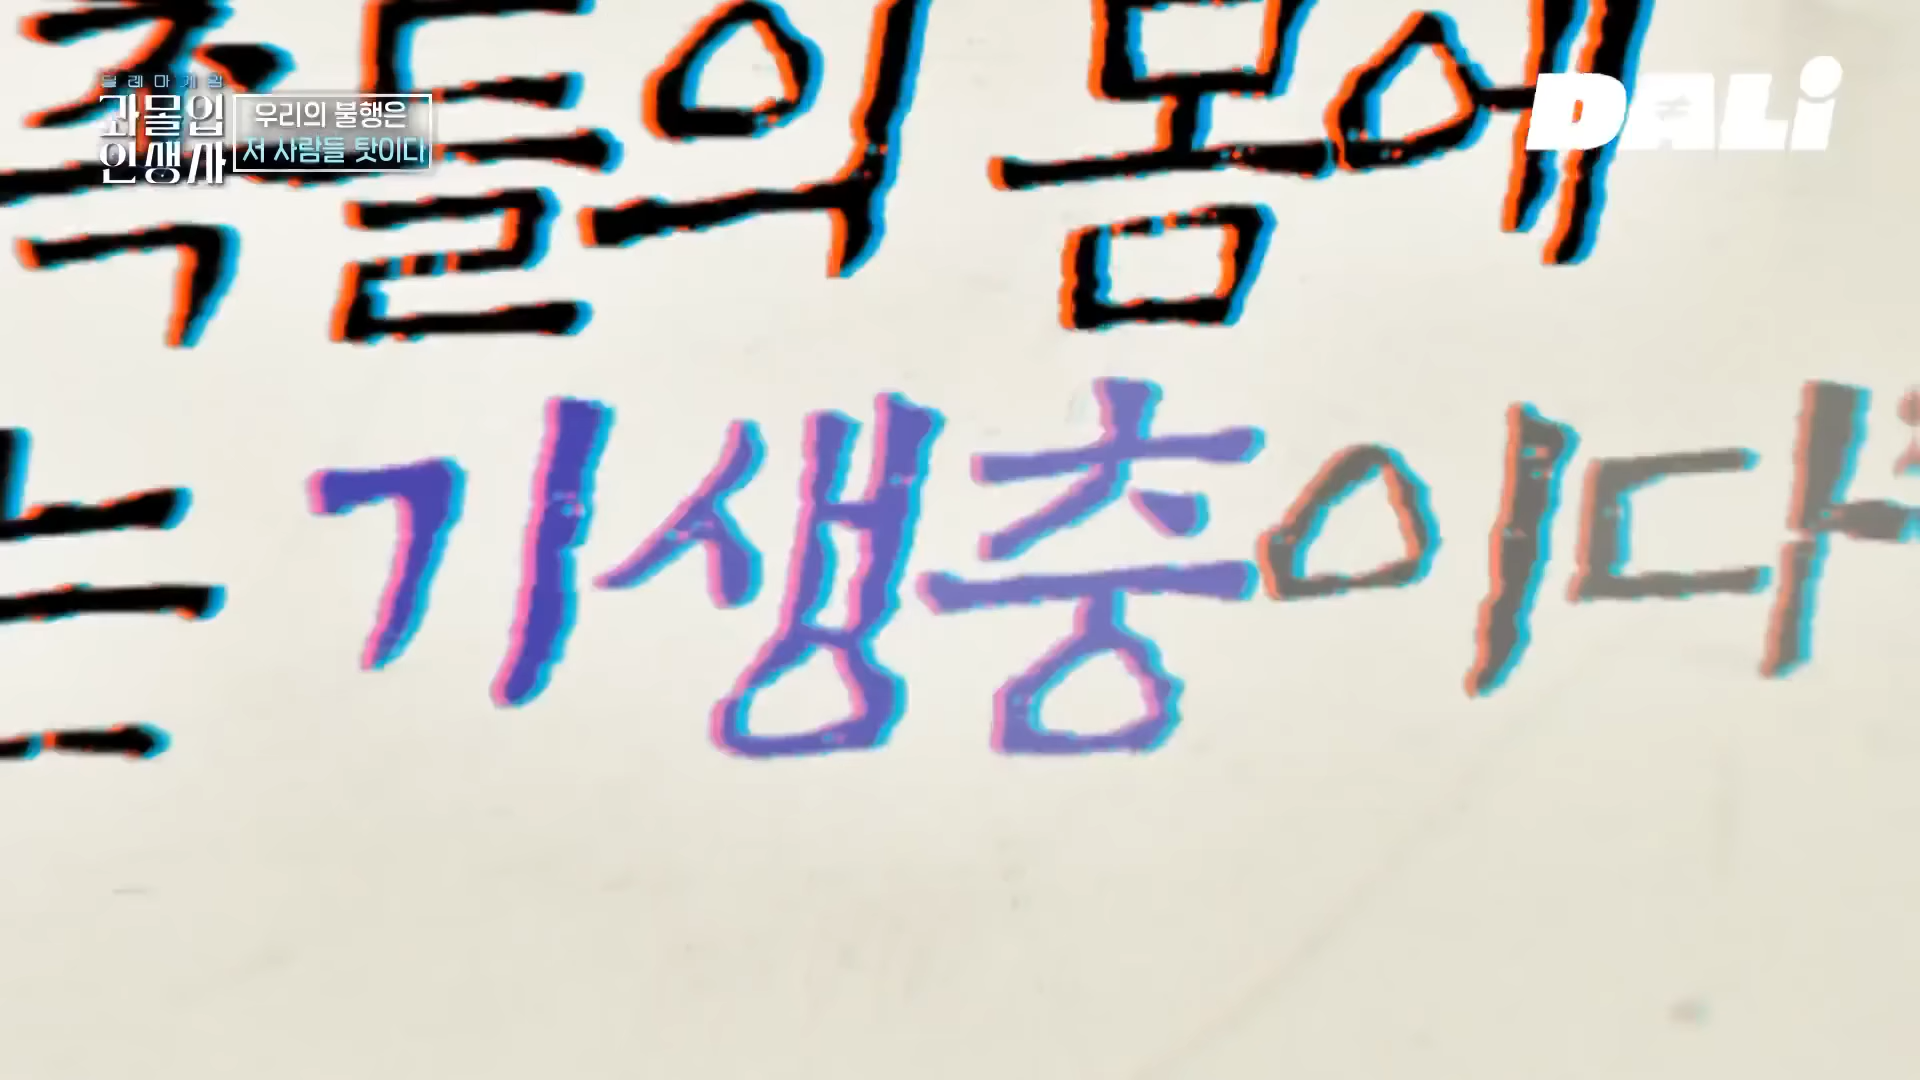 딜레마게임
과몰입
인생사
우리의 불행은
저 사람들 탓이다
DALi
족들의 몸에
는 기생충이다"